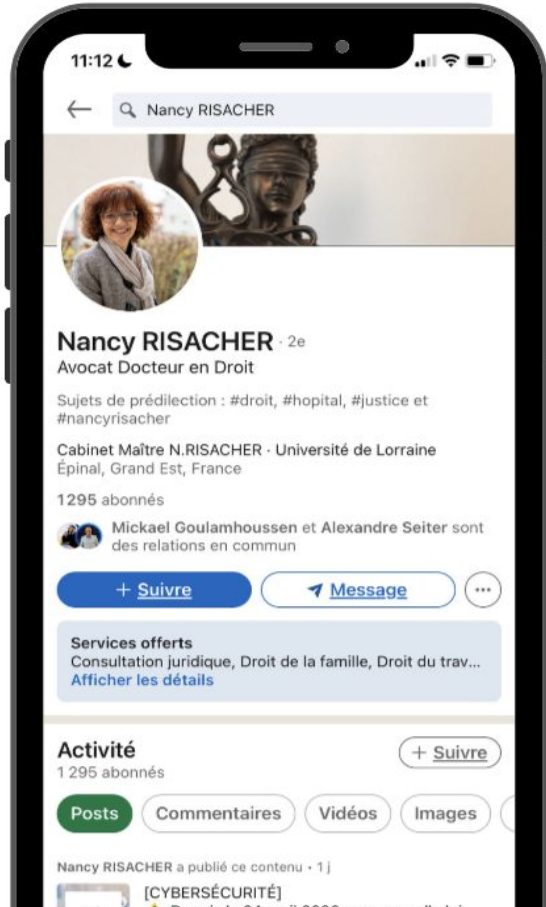 11:12
Nancy RISACHER
Nancy RISACHER · 2e
Avocat Docteur en Droit
Sujets de prédilection : #droit, #hopital, #justice et
#nancyrisacher
Cabinet Maître N.RISACHER · Université de Lorraine
Épinal, Grand Est, France
1295 abonnés
Mickael Goulamhoussen et Alexandre Seiter sont
des relations en commun
+ Suivre
Message
Services offerts
Consultation juridique, Droit de la famille, Droit du trav...
Afficher les détails
Activité
+ Suivre
1 295 abonnés
Posts
Commentaires
Vidéos
Images
Nancy RISACHER a publié ce contenu • 1 j
[CYBERSÉCURITÉ]